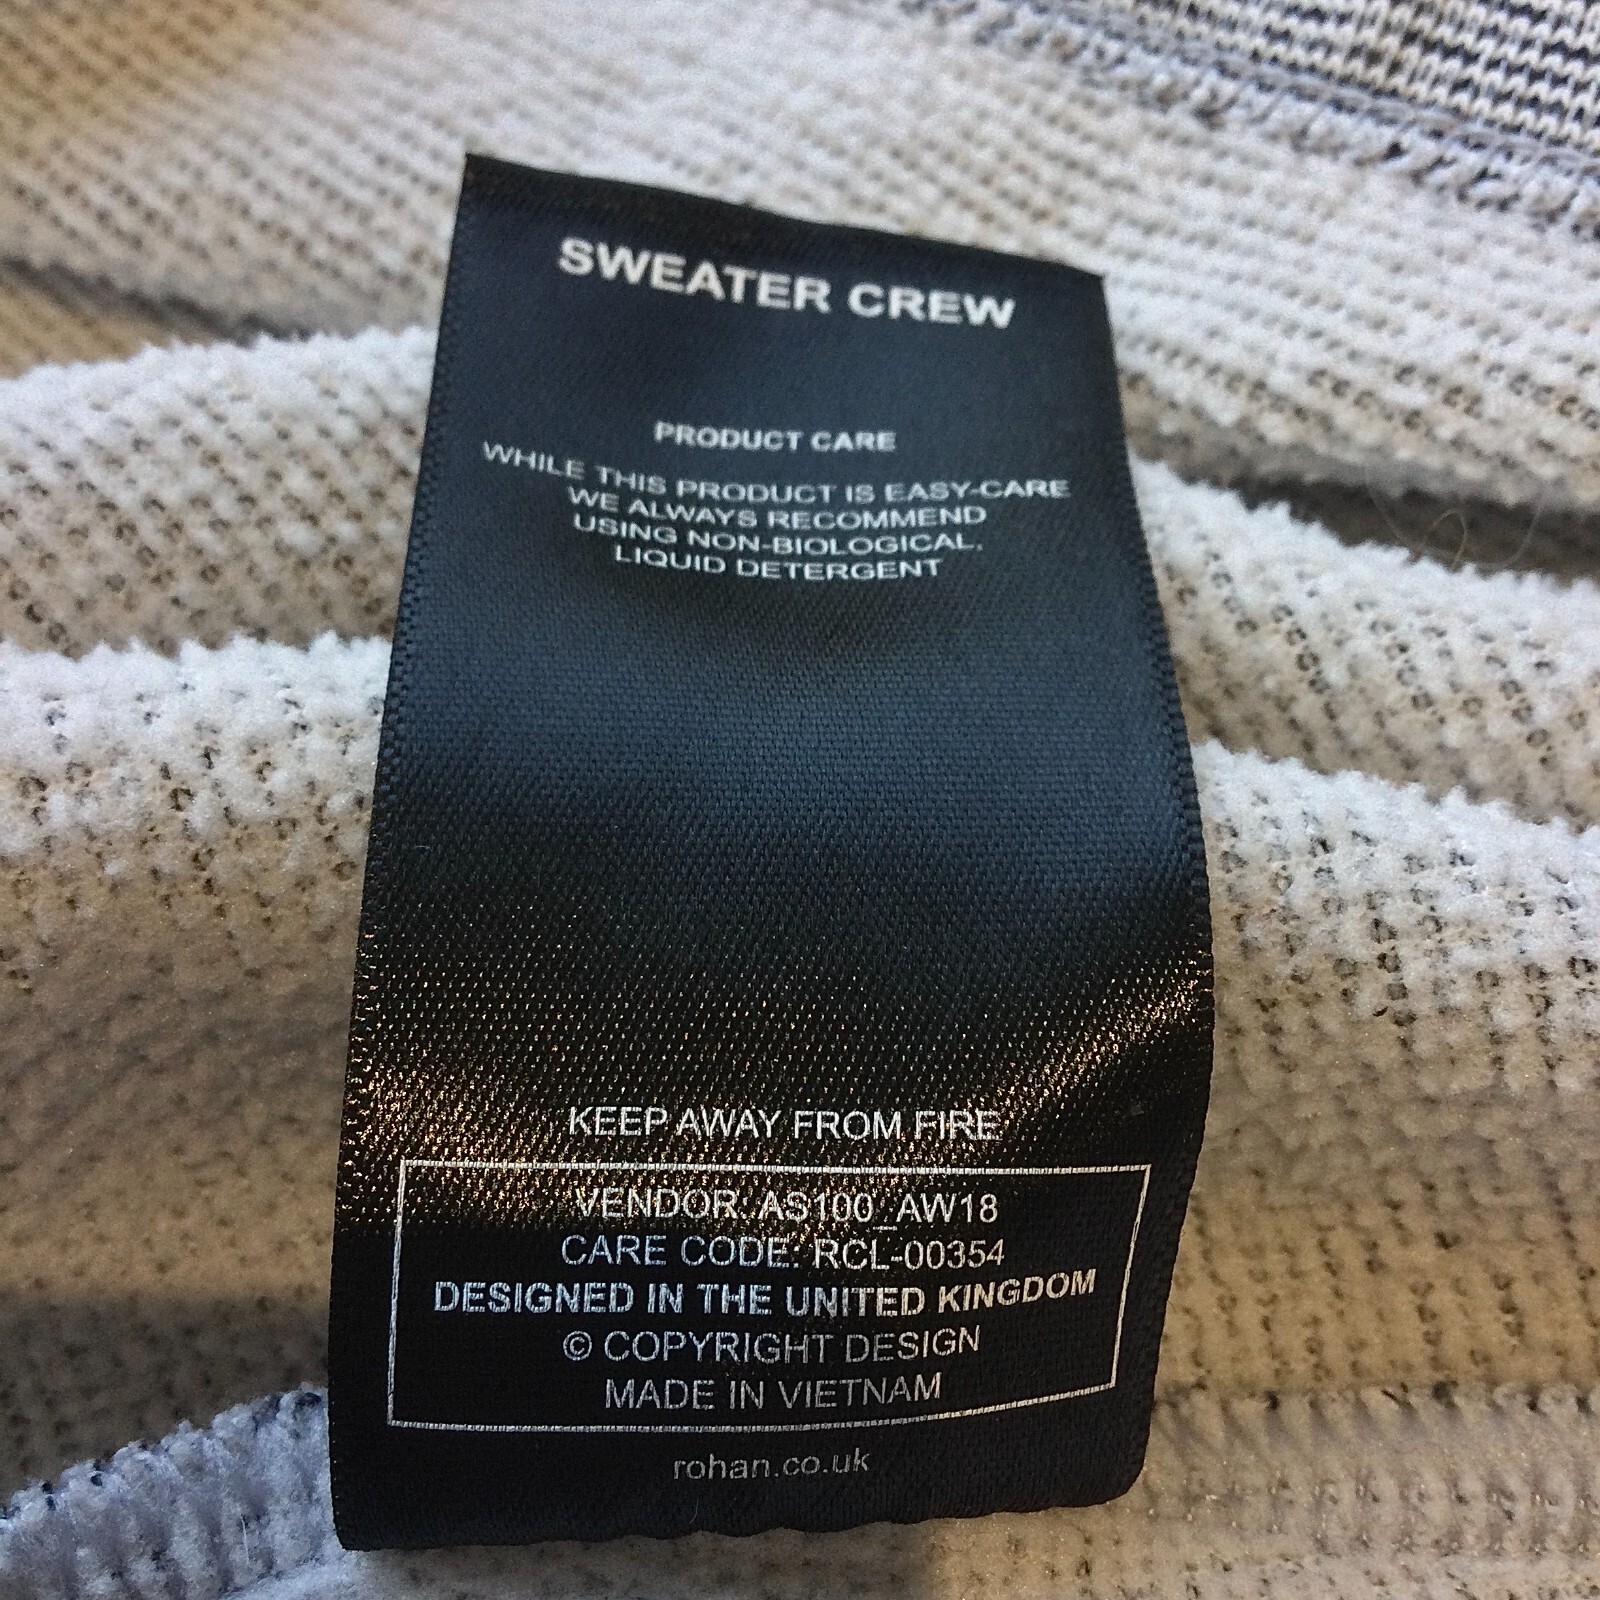 SWEATER CREW
PRODUCT CARE
WHILE THIS PRODUCT IS EASY-CARE
WE ALWAYS RECOMMEND
USING NON-BIOLOGICAL,
LIQUID DETERGENT
KEEP AWAY FROM FIRE
VENDOR: AS100_AW18
CARE CODE: RCL-00354
DESIGNED IN THE UNITED KINGDOM
© COPYRIGHT DESIGN
MADE IN VIETNAM
rohan.co.uk